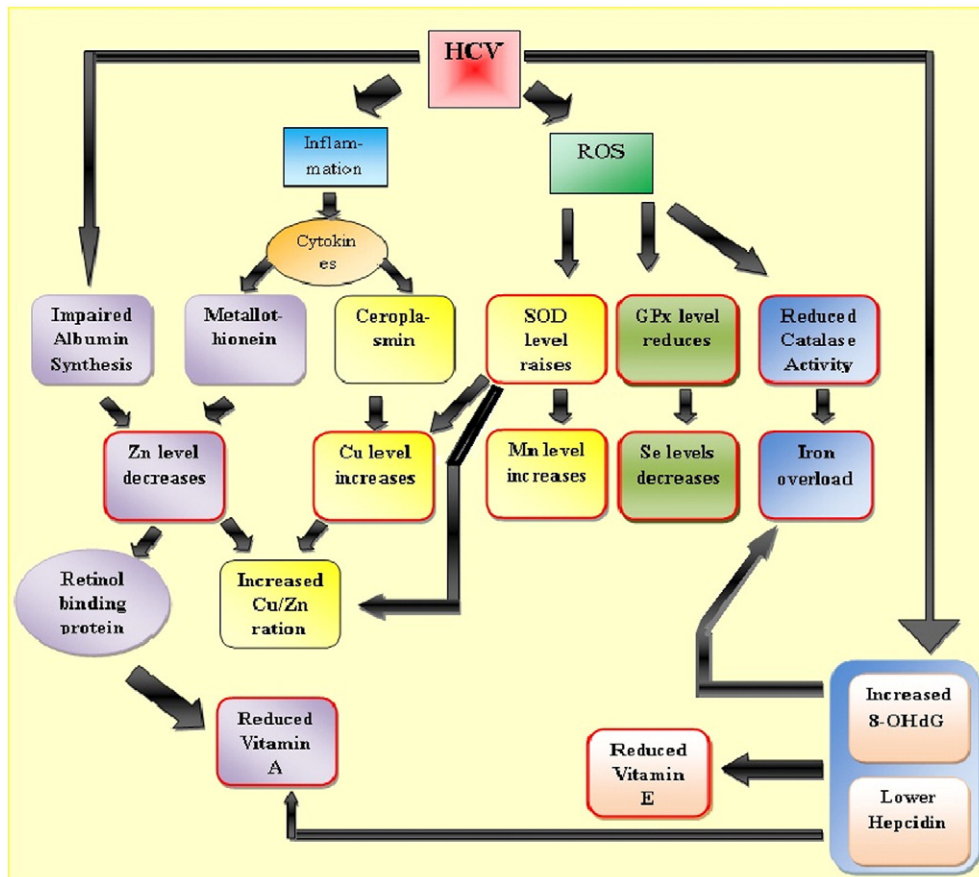 HCV
Inflam-
mation
ROS
Cytokin
es
Impaired
Albumin
Synthesis
Metallot-
hionein
Ceropla-
smin
SOD
level
raises
GPx level
reduces
Reduced
Catalase
Activity
Zn level
decreases
Cu level
increases
Mn level
increases
Se levels
decreases
Iron
overload
Retinol
binding
protein
Increased
Cu/Zn
ration
Increased
8-OHdG
Reduced
Vitamin
A
Reduced
Vitamin
E
Lower
Hepcidin